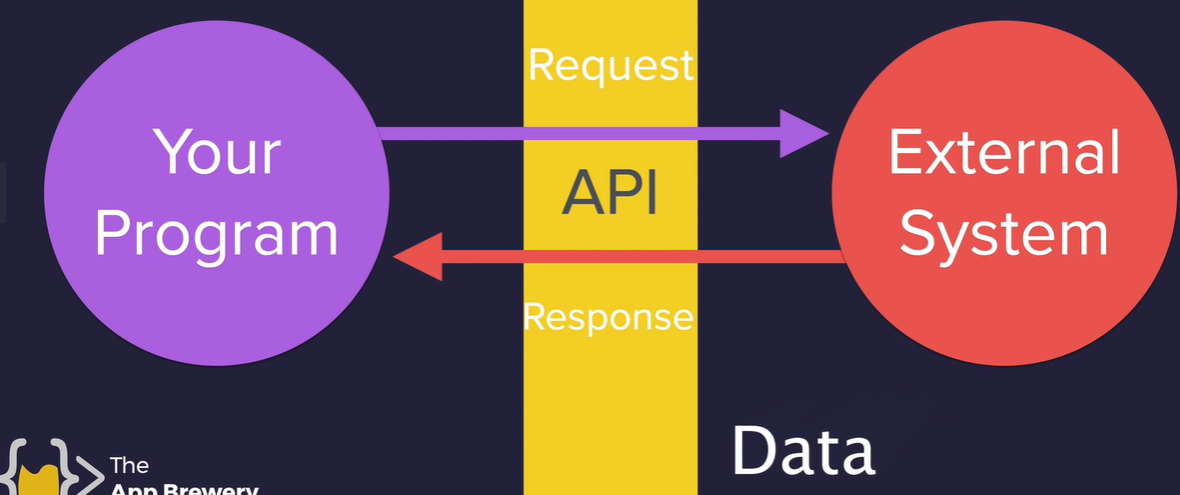 Your
Program
Request
API
Response
External
System
Data
The
App Brewery